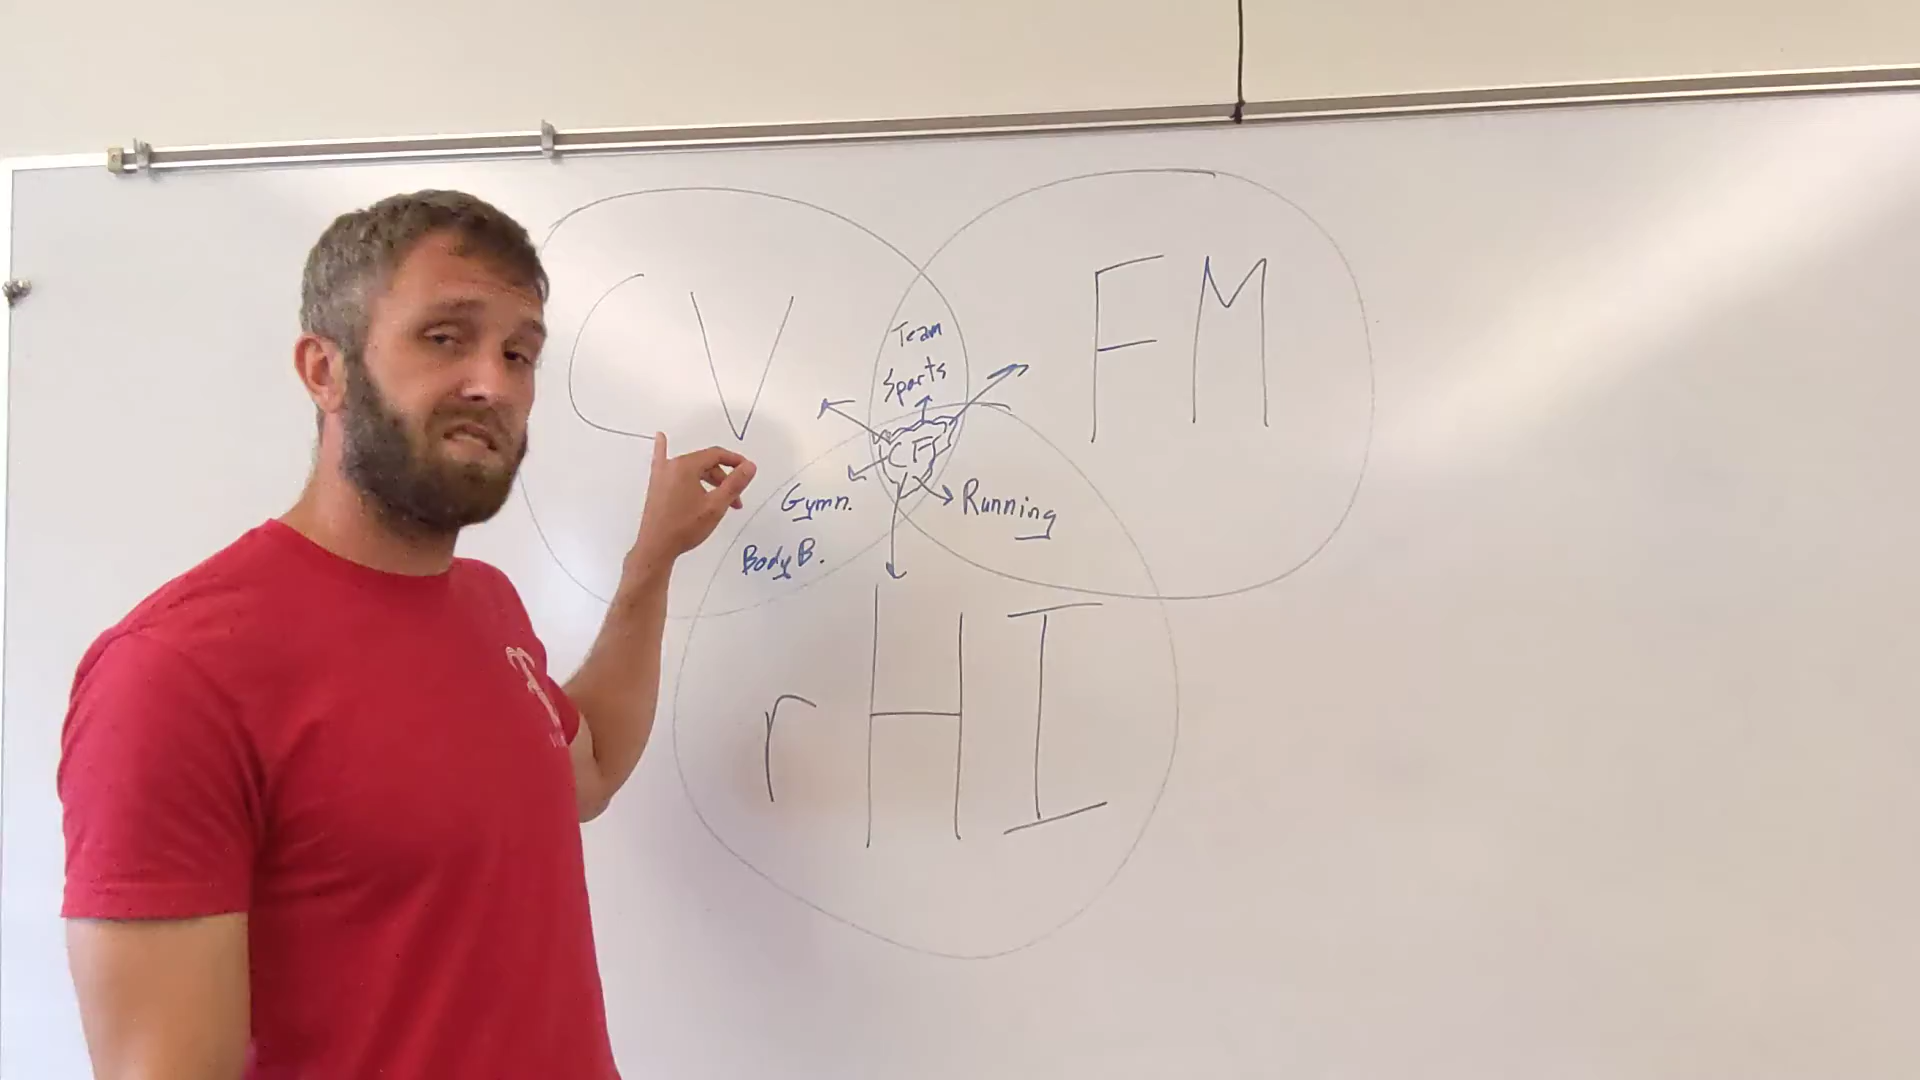 CV
FM
Team
Sports
CF
Gymn.
Running
Body B.
rHI